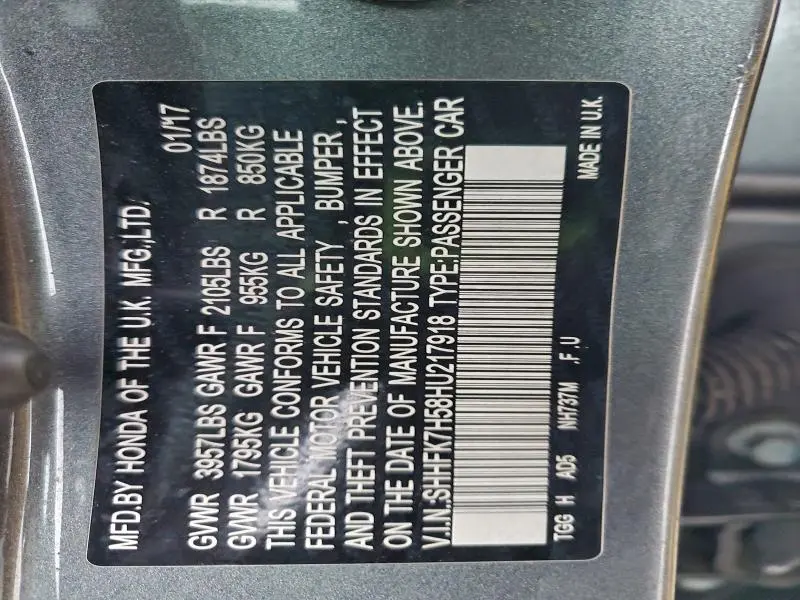 MFD.BY HONDA OF THE U.K. MFG.,LTD. 01/17
GVWR 3957LBS GAWR F 2105LBS R 1874LBS
GVWR 1795KG GAWR F 955KG R 850KG
THIS VEHICLE CONFORMS TO ALL APPLICABLE
FEDERAL MOTOR VEHICLE SAFETY , BUMPER ,
AND THEFT PREVENTION STANDARDS IN EFFECT
ON THE DATE OF MANUFACTURE SHOWN ABOVE.
V.I.N.:SHHFK7H58HU217918 TYPE:PASSENGER CAR
TGG H AD5 NH737M ,F ,U MADE IN U.K.